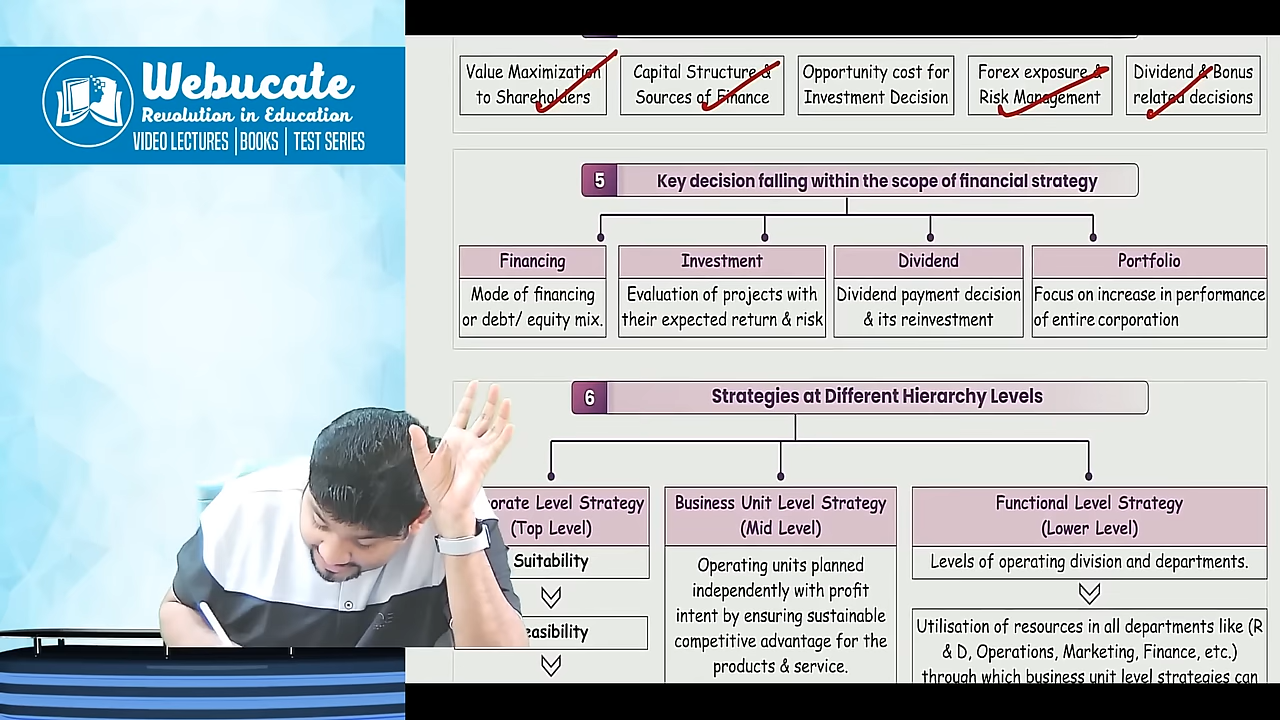 Webucate
Revolution in Education
VIDEO LECTURES | BOOKS | TEST SERIES
Value Maximization
to Shareholders
Capital Structure &
Sources of Finance
Opportunity cost for
Investment Decision
Forex exposure &
Risk Management
Dividend & Bonus
related decisions
5 Key decision falling within the scope of financial strategy
Financing
Mode of financing
or debt/ equity mix.
Investment
Evaluation of projects with
their expected return & risk
Dividend
Dividend payment decision
& its reinvestment
Portfolio
Focus on increase in performance
of entire corporation
6 Strategies at Different Hierarchy Levels
orate Level Strategy
(Top Level)
Suitability
easibility
Business Unit Level Strategy
(Mid Level)
Operating units planned
independently with profit
intent by ensuring sustainable
competitive advantage for the
products & service.
Functional Level Strategy
(Lower Level)
Levels of operating division and departments.
Utilisation of resources in all departments like (R
& D, Operations, Marketing, Finance, etc.)
through which business unit level strategies can